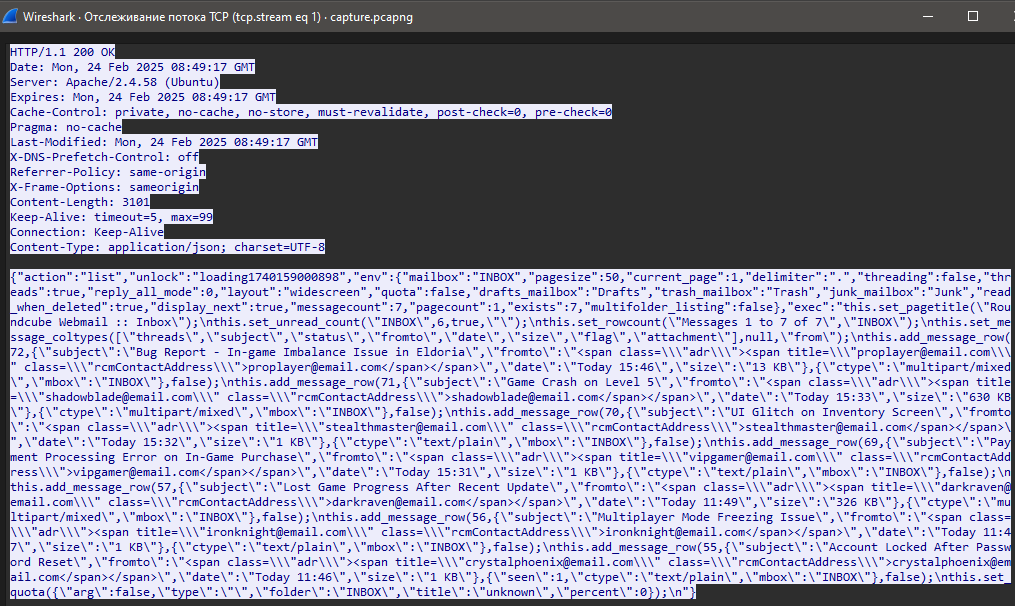 Wireshark · Отслеживание потока TCP (tcp.stream eq 1) · capture.pcapng
HTTP/1.1 200 OK
Date: Mon, 24 Feb 2025 08:49:17 GMT
Server: Apache/2.4.58 (Ubuntu)
Expires: Mon, 24 Feb 2025 08:49:17 GMT
Cache-Control: private, no-cache, no-store, must-revalidate, post-check=0, pre-check=0
Pragma: no-cache
Last-Modified: Mon, 24 Feb 2025 08:49:17 GMT
X-DNS-Prefetch-Control: off
Referrer-Policy: same-origin
X-Frame-Options: sameorigin
Content-Length: 3101
Keep-Alive: timeout=5, max=99
Connection: Keep-Alive
Content-Type: application/json; charset=UTF-8
{"action":"list","unlock":"loading1740159000898","env":{"mailbox":"INBOX","pagesize":50,"current_page":1,"delimiter":".","threading":false,"thr
eads":true,"reply_all_mode":0,"layout":"widescreen","quota":false,"drafts_mailbox":"Drafts","trash_mailbox":"Trash","junk_mailbox":"Junk","read
_when_deleted":true,"display_next":true,"messagecount":7,"pagecount":1,"exists":7,"multifolder_listing":false},"exec":"this.set_pagetitle(\"Rou
ndcube Webmail :: Inbox\");\nthis.set_unread_count(\"INBOX\",6,true,\"\");\nthis.set_rowcount(\"Messages 1 to 7 of 7\",\"INBOX\");\nthis.set_me
ssage_coltypes([\"threads\",\"subject\",\"status\",\"fromto\",\"date\",\"size\",\"flag\",\"attachment\"],null,\"from\");\nthis.add_message_row(
72,{\"subject\":\"Bug Report - In-game Imbalance Issue in Eldoria\",\"fromto\":\"<span class=\\\"adr\\\"><span title=\\\"proplayer@email.com\\\
" class=\\\"rcmContactAddress\\\">proplayer@email.com</span></span>\",\"date\":\"Today 15:46\",\"size\":\"13 KB\"},{\"ctype\":\"multipart/mixed
\",\"mbox\":\"INBOX\"},false);\nthis.add_message_row(71,{\"subject\":\"Game Crash on Level 5\",\"fromto\":\"<span class=\\\"adr\\\"><span title
=\\\"shadowblade@email.com\\\" class=\\\"rcmContactAddress\\\">shadowblade@email.com</span></span>\",\"date\":\"Today 15:33\",\"size\":\"630 KB
\"},{\"ctype\":\"multipart/mixed\",\"mbox\":\"INBOX\"},false);\nthis.add_message_row(70,{\"subject\":\"UI Glitch on Inventory Screen\",\"fromto
\":\"<span class=\\\"adr\\\"><span title=\\\"stealthmaster@email.com\\\" class=\\\"rcmContactAddress\\\">stealthmaster@email.com</span></span>\
",\"date\":\"Today 15:32\",\"size\":\"1 KB\"},{\"ctype\":\"text/plain\",\"mbox\":\"INBOX\"},false);\nthis.add_message_row(69,{\"subject\":\"Pay
ment Processing Error on In-Game Purchase\",\"fromto\":\"<span class=\\\"adr\\\"><span title=\\\"vipgamer@email.com\\\" class=\\\"rcmContactAdd
ress\\\">vipgamer@email.com</span></span>\",\"date\":\"Today 15:31\",\"size\":\"1 KB\"},{\"ctype\":\"text/plain\",\"mbox\":\"INBOX\"},false);\n
this.add_message_row(57,{\"subject\":\"Lost Game Progress After Recent Update\",\"fromto\":\"<span class=\\\"adr\\\"><span title=\\\"darkraven@
email.com\\\" class=\\\"rcmContactAddress\\\">darkraven@email.com</span></span>\",\"date\":\"Today 11:49\",\"size\":\"326 KB\"},{\"ctype\":\"mu
ltipart/mixed\",\"mbox\":\"INBOX\"},false);\nthis.add_message_row(56,{\"subject\":\"Multiplayer Mode Freezing Issue\",\"fromto\":\"<span class=
\\\"adr\\\"><span title=\\\"ironknight@email.com\\\" class=\\\"rcmContactAddress\\\">ironknight@email.com</span></span>\",\"date\":\"Today 11:4
7\",\"size\":\"1 KB\"},{\"ctype\":\"text/plain\",\"mbox\":\"INBOX\"},false);\nthis.add_message_row(55,{\"subject\":\"Account Locked After Passw
ord Reset\",\"fromto\":\"<span class=\\\"adr\\\"><span title=\\\"crystalphoenix@email.com\\\" class=\\\"rcmContactAddress\\\">crystalphoenix@em
ail.com</span></span>\",\"date\":\"Today 11:46\",\"size\":\"1 KB\"},{\"seen\":1,\"ctype\":\"text/plain\",\"mbox\":\"INBOX\"},false);\nthis.set_
quota({\"arg\":false,\"type\":\"\",\"folder\":\"INBOX\",\"title\":\"unknown\",\"percent\":0});\n"}